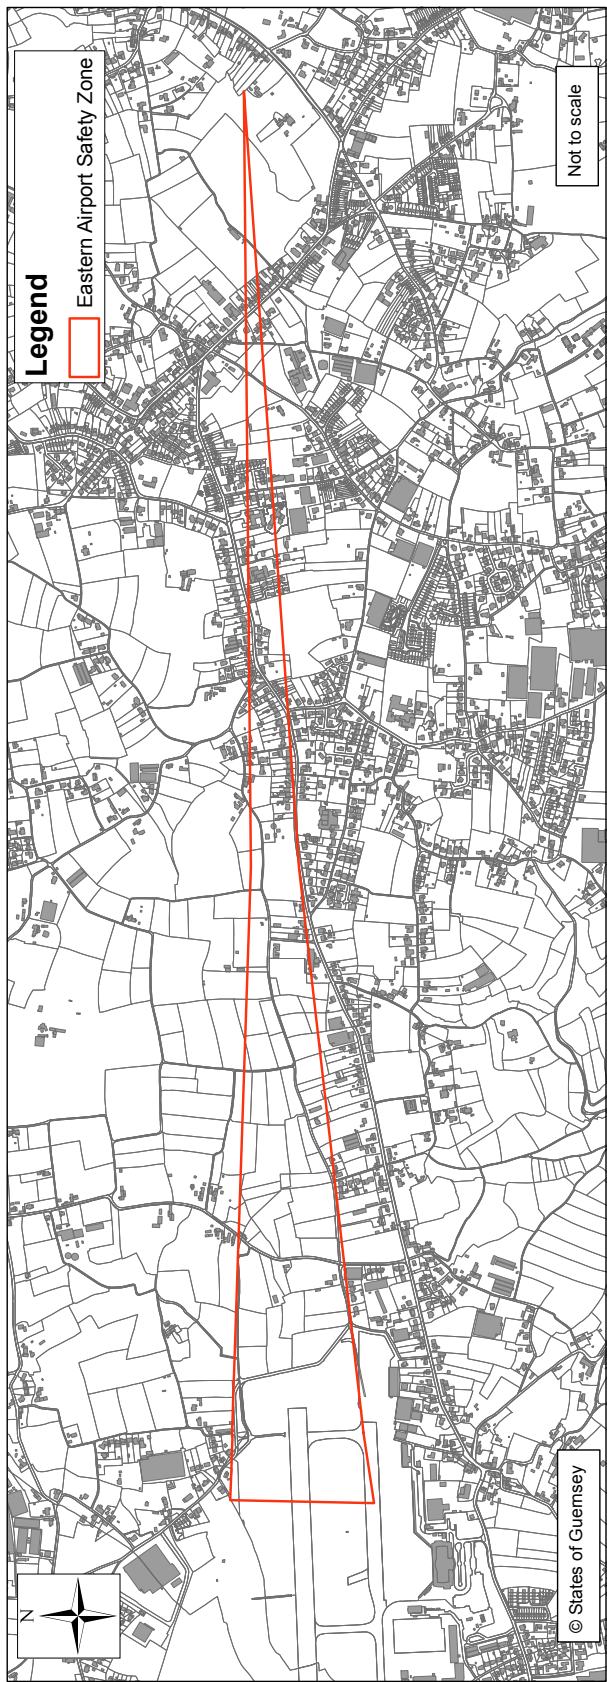 Legend
Eastern Airport Safety Zone
Not to scale
N
© States of Guernsey